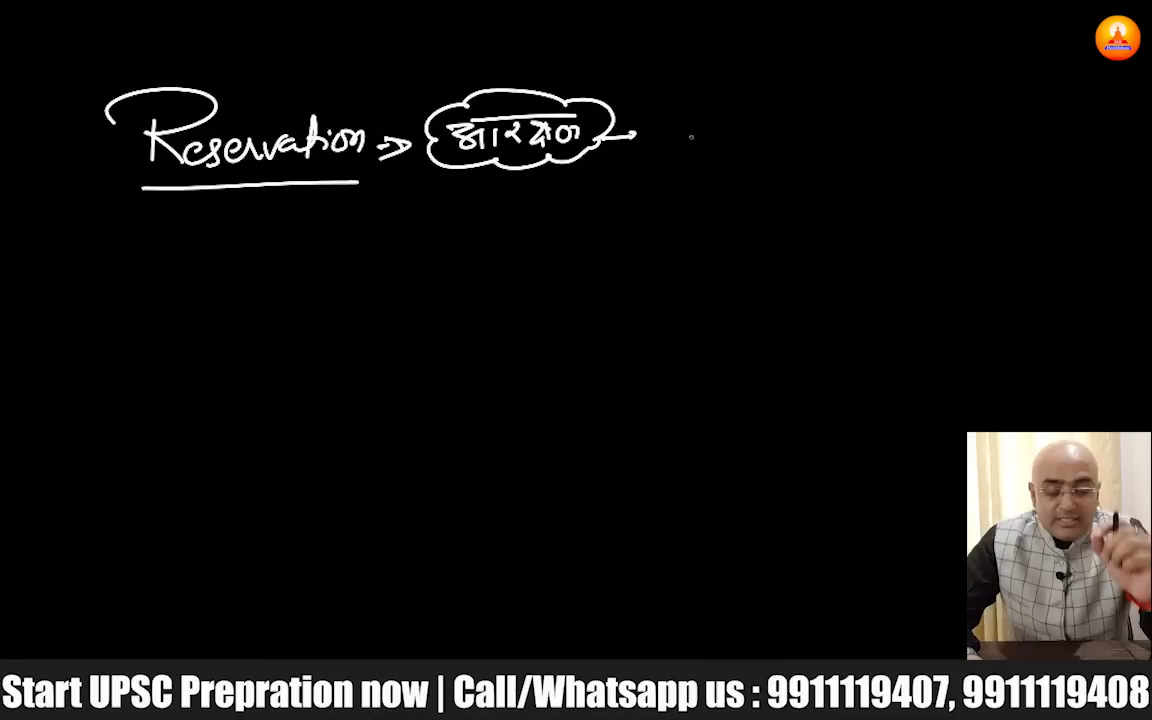 Reservation ⇒ आरक्षण →
Start UPSC Prepration now | Call/Whatsapp us : 9911119407, 9911119408